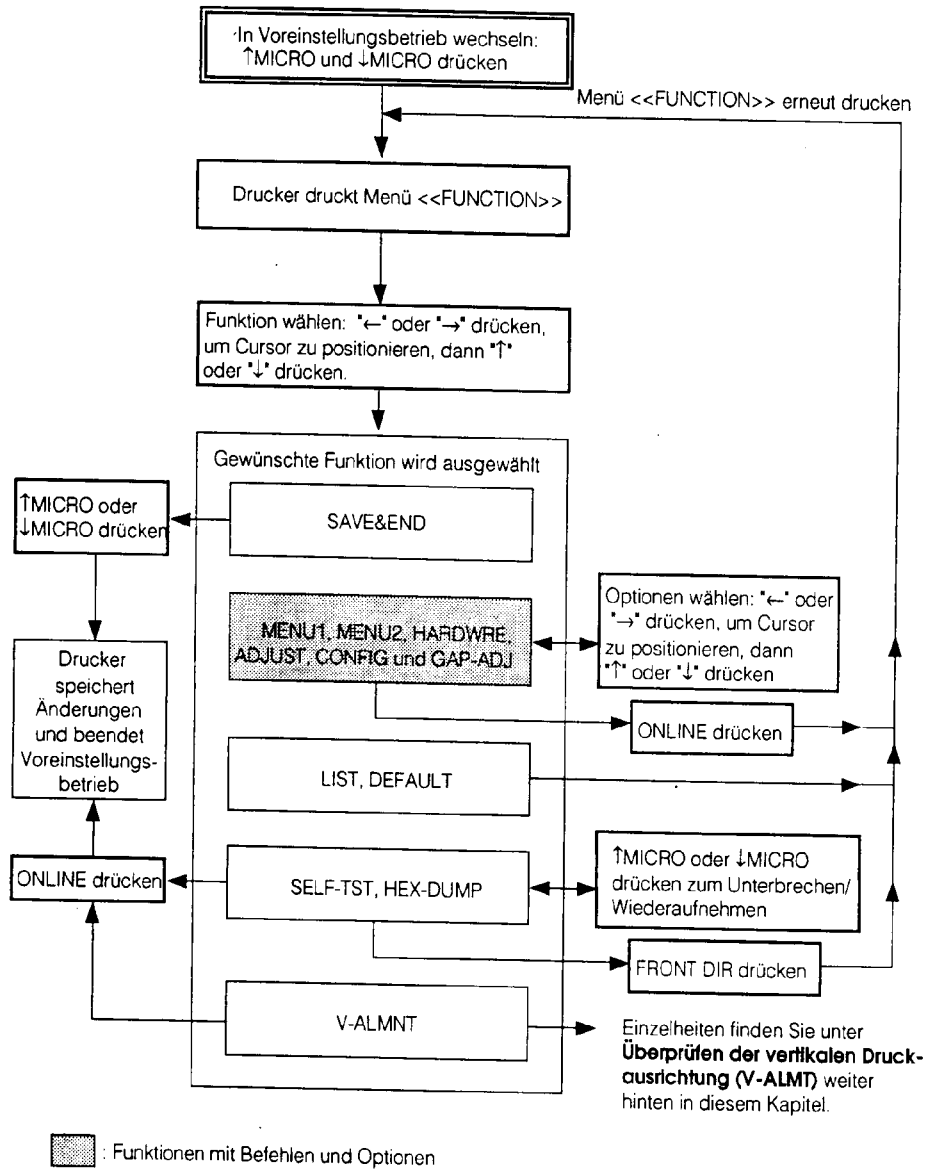 In Voreinstellungsbetrieb wechseln:
↑MICRO und ↓MICRO drücken
Menü <<FUNCTION>> erneut drucken
Drucker druckt Menü <<FUNCTION>>
Funktion wählen: "←" oder "→" drücken,
um Cursor zu positionieren, dann "↑"
oder "↓" drücken.
Gewünschte Funktion wird ausgewählt
↑MICRO oder
↓MICRO drücken
SAVE&END
MENU1, MENU2, HARDWRE,
ADJUST, CONFIG und GAP-ADJ
Optionen wählen: "←" oder
"→" drücken, um Cursor
zu positionieren, dann
"↑" oder "↓" drücken
Drucker
speichert
Änderungen
und beendet
Voreinstellungs-
betrieb
ONLINE drücken
LIST, DEFAULT
ONLINE drücken
SELF-TST, HEX-DUMP
↑MICRO oder ↓MICRO
drücken zum Unterbrechen/
Wiederaufnehmen
FRONT DIR drücken
V-ALMNT
Einzelheiten finden Sie unter
Überprüfen der vertikalen Druck-
ausrichtung (V-ALMT) weiter
hinten in diesem Kapitel.
: Funktionen mit Befehlen und Optionen